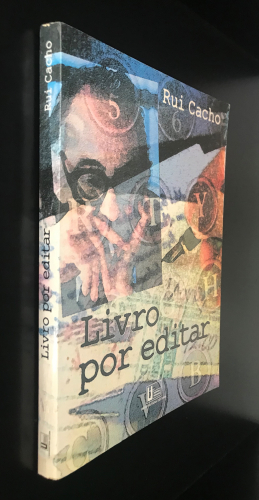 Rui Cacho
Livro por editar
Rui Cacho
Livro
por editar
U
U